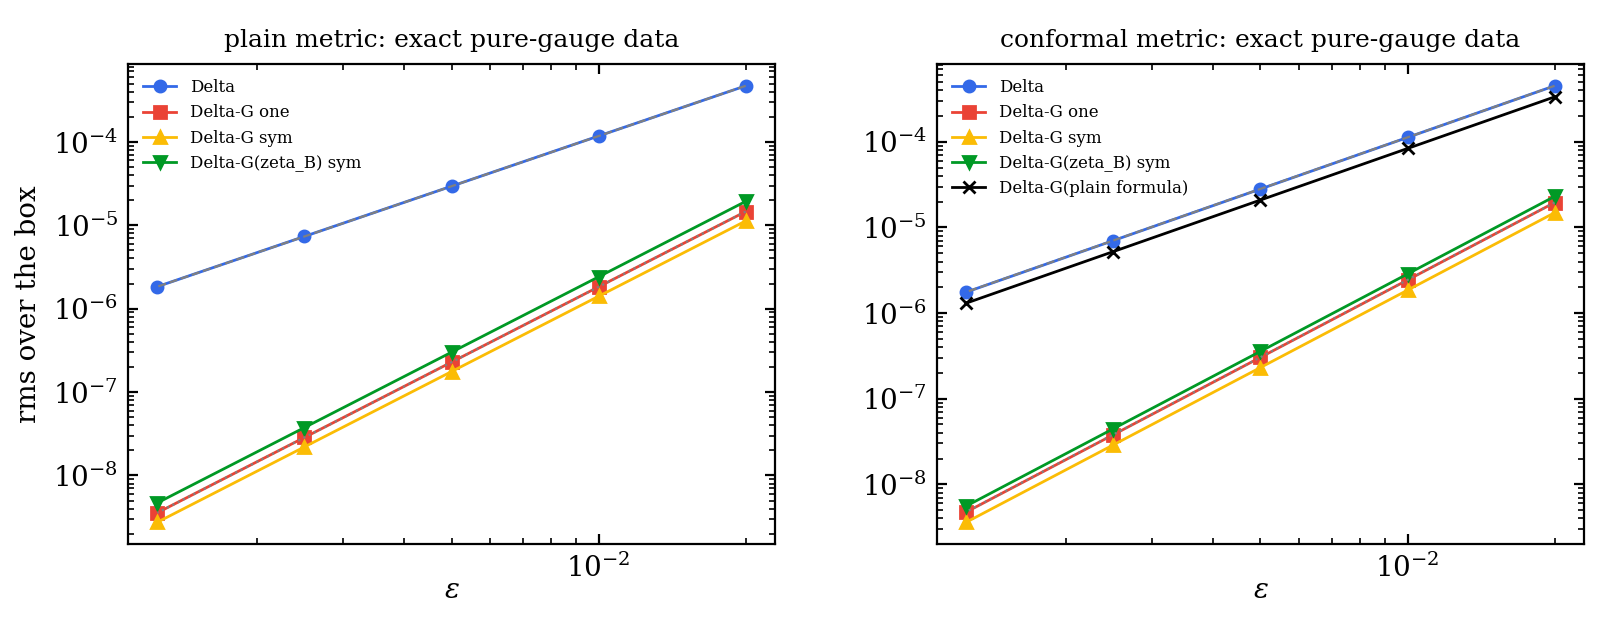 plain metric: exact pure-gauge data
Delta
Delta-G one
Delta-G sym
Delta-G(zeta_B) sym
rms over the box
10⁻⁴
10⁻⁵
10⁻⁶
10⁻⁷
10⁻⁸
10⁻²
ε
conformal metric: exact pure-gauge data
Delta
Delta-G one
Delta-G sym
Delta-G(zeta_B) sym
Delta-G(plain formula)
10⁻⁴
10⁻⁵
10⁻⁶
10⁻⁷
10⁻⁸
10⁻²
ε